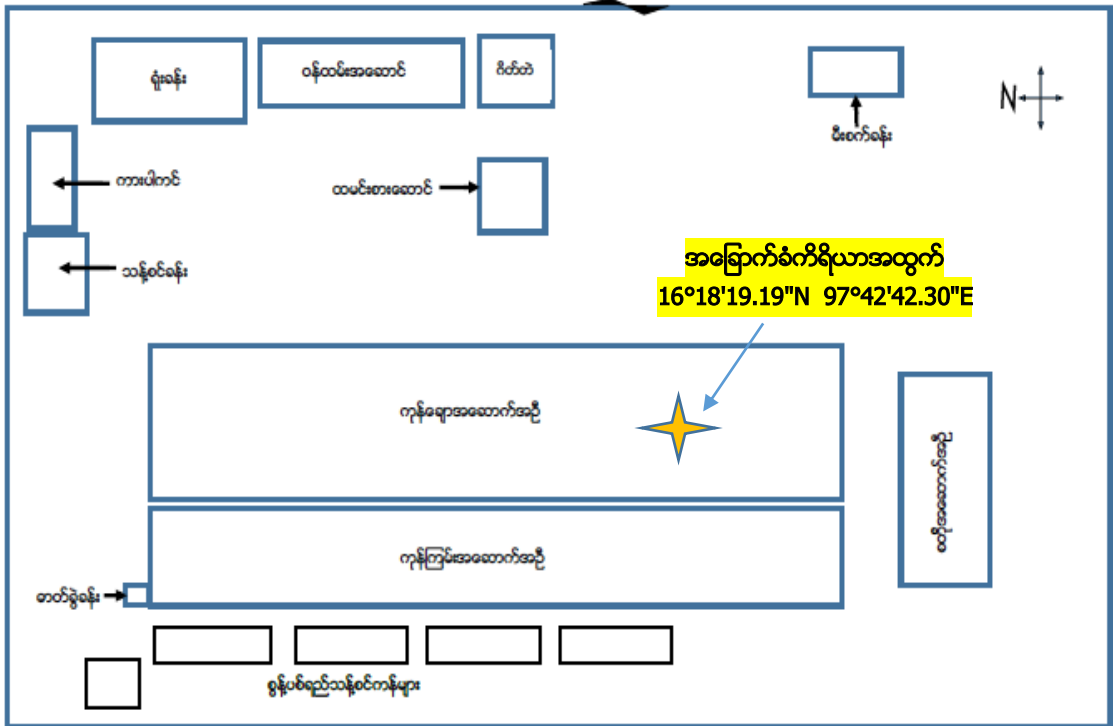 ရုံးခန်း
ဝန်ထမ်းအဆောင်
ဂိတ်တဲ
မီးစက်ခန်း
N
ကားပါကင်
ထမင်းစားဆောင်
သန့်စင်ခန်း
အခြောက်ခံကိရိယာအထွက်
16°18'19.19"N 97°42'42.30"E
ကုန်ချောအဆောက်အဦ
စတိုအဆောက်အဦ
ကုန်ကြမ်းအဆောက်အဦ
ဓာတ်ခွဲခန်း
စွန့်ပစ်ရည်သန့်စင်ကန်များ